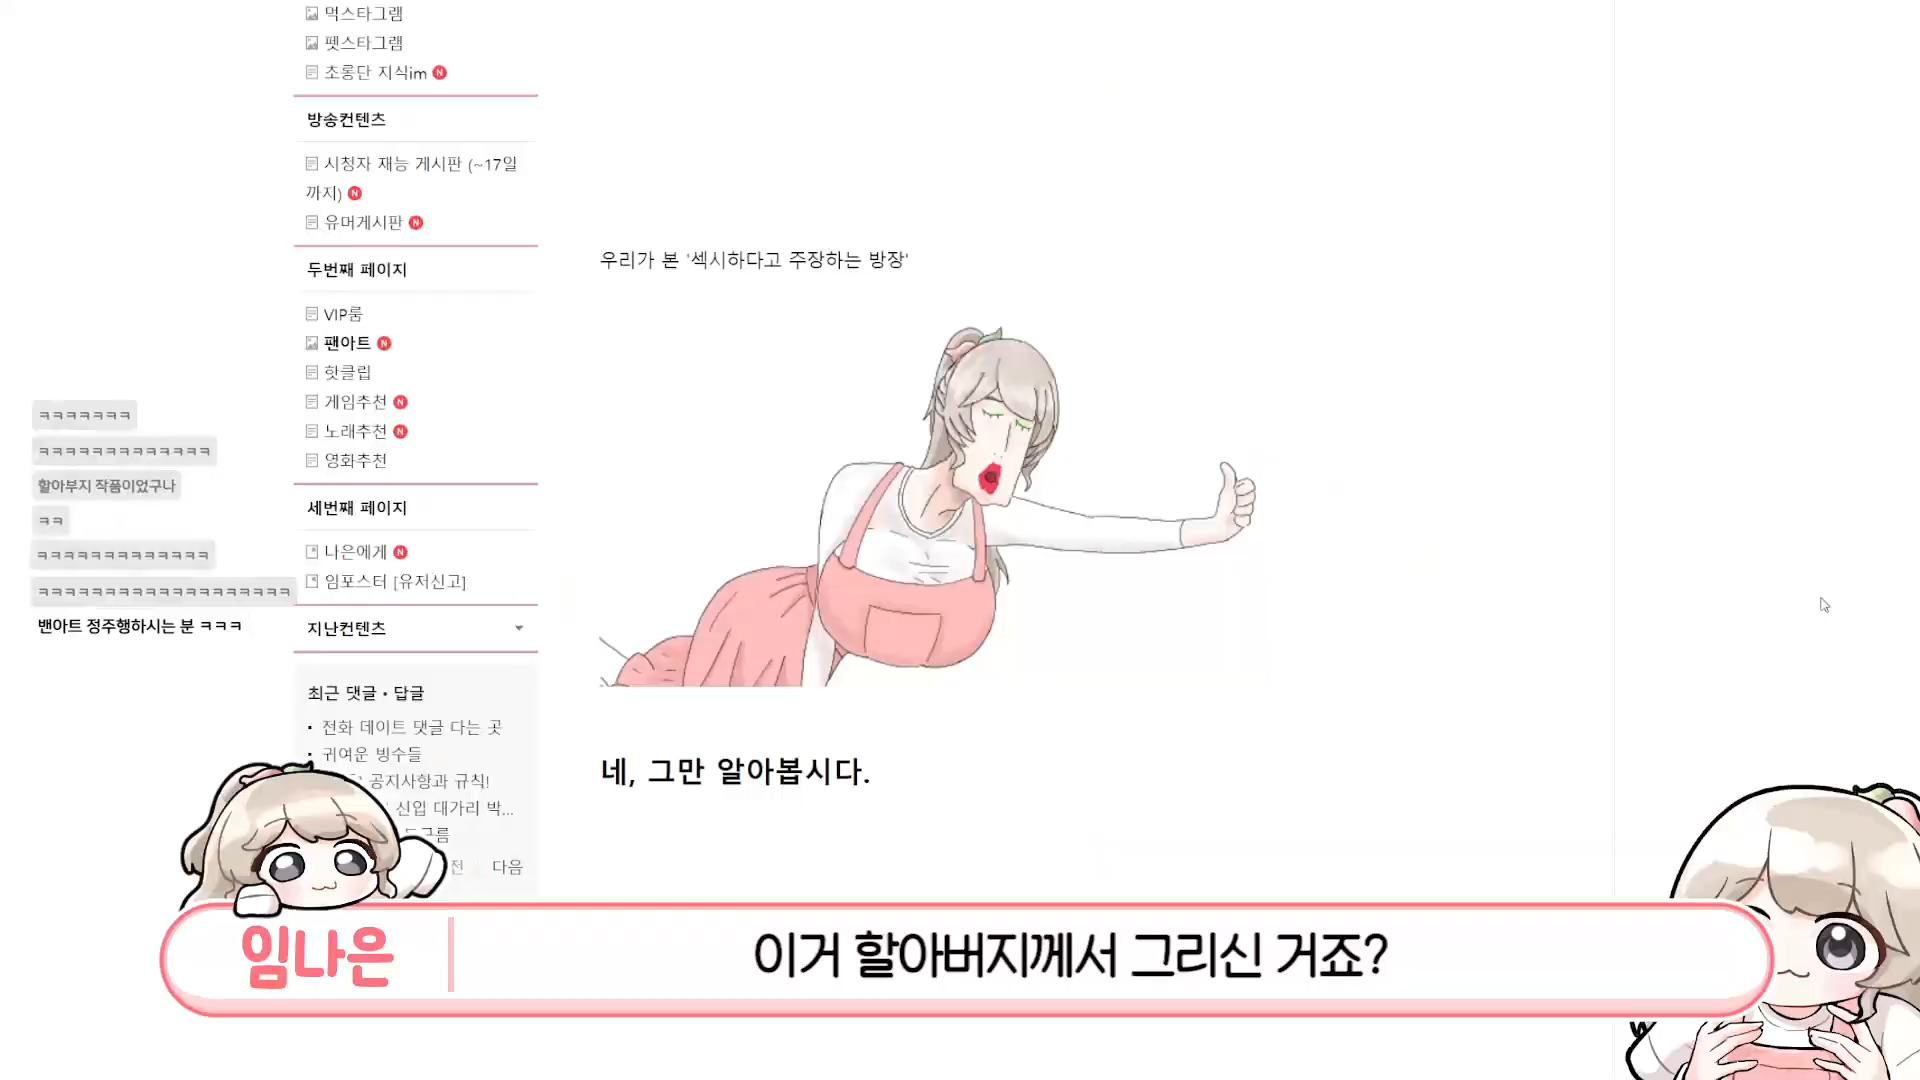 먹스타그램
펫스타그램
초롱단 지식im N
방송컨텐츠
시청자 재능 게시판 (~17일
까지) N
유머게시판 N
두번째 페이지
VIP룸
팬아트 N
핫클립
게임추천 N
노래추천 N
영화추천
세번째 페이지
나은에게 N
임포스터 [유저신고]
지난컨텐츠
최근 댓글 • 답글
전화 데이트 댓글 다는 곳
귀여운 빙수들
공지사항과 규칙!
신입 대가리 박...
다음
ㅋㅋㅋㅋㅋㅋㅋ
ㅋㅋㅋㅋㅋㅋㅋㅋㅋㅋㅋㅋㅋ
할아부지 작품이었구나
ㅋㅋ
ㅋㅋㅋㅋㅋㅋㅋㅋㅋㅋㅋㅋㅋ
ㅋㅋㅋㅋㅋㅋㅋㅋㅋㅋㅋㅋㅋㅋㅋㅋㅋㅋㅋ
밴아트 정주행하시는 분 ㅋㅋㅋ
우리가 본 '섹시하다고 주장하는 방장'
네, 그만 알아봅시다.
임나은
이거 할아버지께서 그리신 거죠?